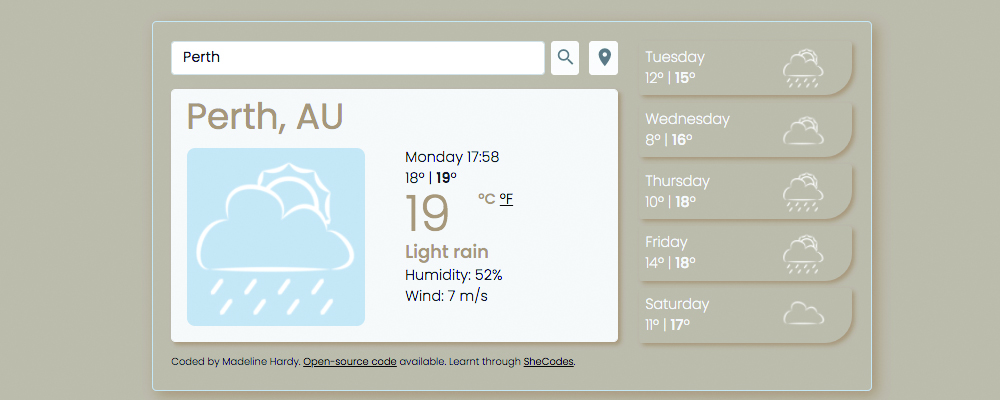 Perth
Perth, AU
Monday 17:58
18° | 19°
19 °C °F
Light rain
Humidity: 52%
Wind: 7 m/s
Tuesday
12° | 15°
Wednesday
8° | 16°
Thursday
10° | 18°
Friday
14° | 18°
Saturday
11° | 17°
Coded by Madeline Hardy. Open-source code available. Learnt through SheCodes.